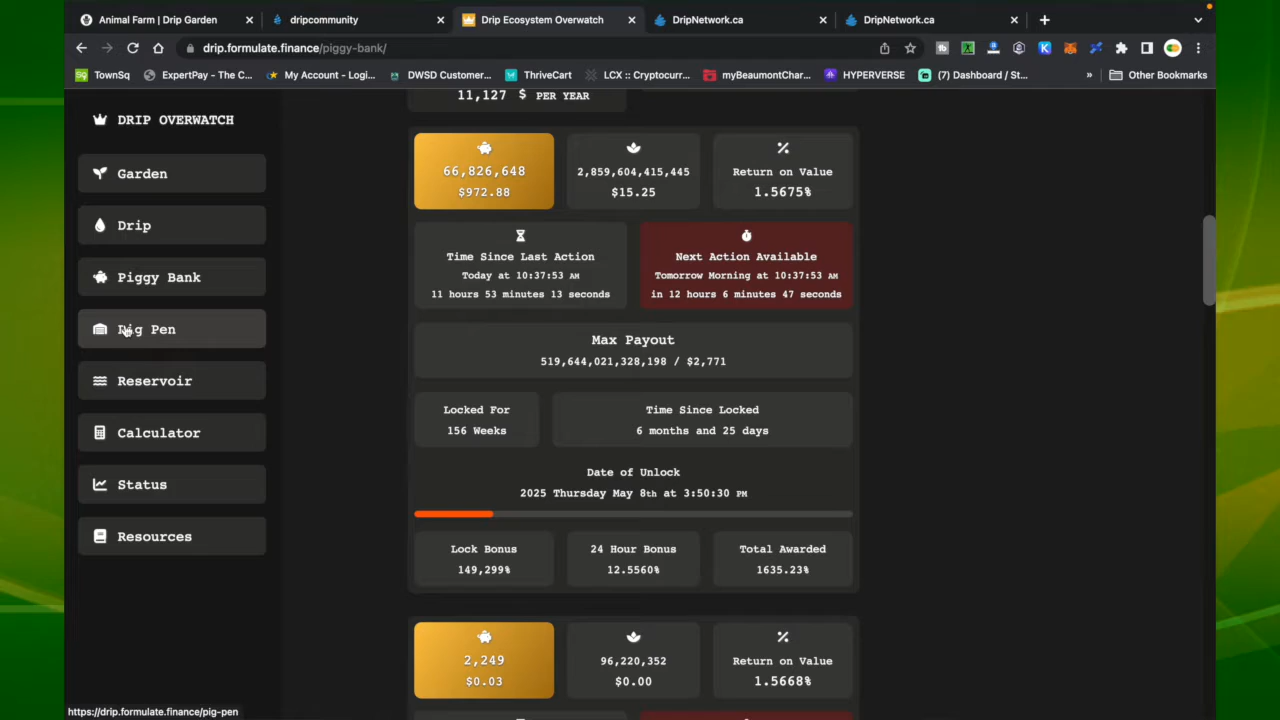 Animal Farm | Drip Garden
dripcommunity
Drip Ecosystem Overwatch
DripNetwork.ca
DripNetwork.ca
drip.formulate.finance/piggy-bank/
TownSq
ExpertPay - The C...
My Account - Logi...
DWSD Customer...
ThriveCart
LCX :: Cryptocurr...
myBeaumontChar...
HYPERVERSE
(7) Dashboard / St...
»
Other Bookmarks
DRIP OVERWATCH
Garden
Drip
Piggy Bank
Pig Pen
Reservoir
Calculator
Status
Resources
11,127 $ PER YEAR
66,826,648
$972.88
2,859,604,415,445
$15.25
Return on Value
1.5675%
Time Since Last Action
Today at 10:37:53 AM
11 hours 53 minutes 13 seconds
Next Action Available
Tomorrow Morning at 10:37:53 AM
in 12 hours 6 minutes 47 seconds
Max Payout
519,644,021,328,198 / $2,771
Locked For
156 Weeks
Time Since Locked
6 months and 25 days
Date of Unlock
2025 Thursday May 8th at 3:50:30 PM
Lock Bonus
149,299%
24 Hour Bonus
12.5560%
Total Awarded
1635.23%
2,249
$0.03
96,220,352
$0.00
Return on Value
1.5668%
https://drip.formulate.finance/pig-pen